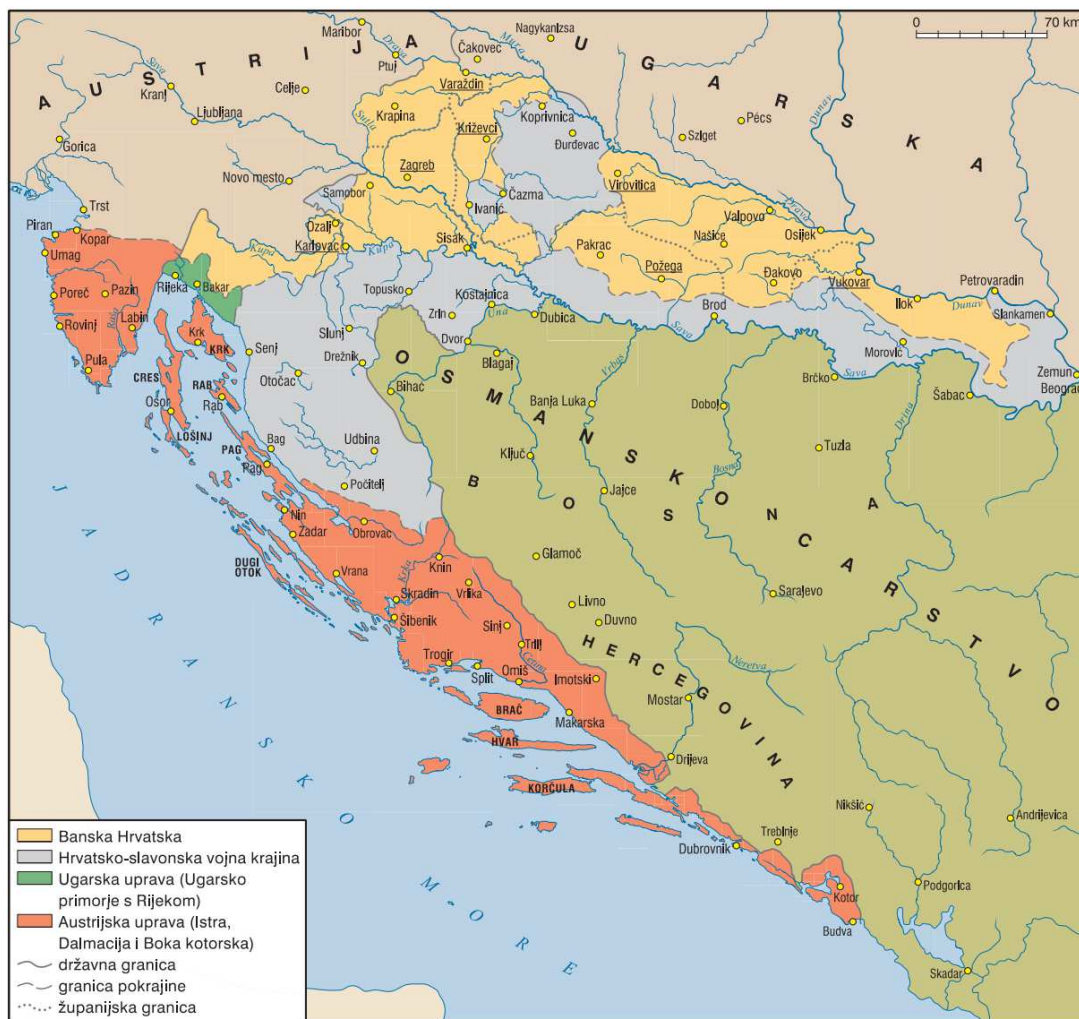 Maribor
Nagykanizsa
0
70 km
Drava
Mura
Čakovec
Ptuj
AUSTRIJA
UGARSKA
Sava
Kranj
Celje
Varaždin
Ljubljana
Krapina
Koprivnica
Pécs
Dunav
Sutla
Križevci
Đurđevac
Sziget
Gorica
Zagreb
Virovitica
Novo mesto
Samobor
Čazma
Trst
Ivanić
Valpovo
Drava
Piran
Kopar
Ozalj
Našice
Osijek
Umag
Kupa
Karlovac
Kupa
Sisak
Pakrac
Požega
Đakovo
Vukovar
Petrovaradin
Rijeka
Bakar
Topusko
Kostajnica
Ilok
Dunav
Poreč
Pazin
Raša
Zrin
Una
Dubica
Sava
Brod
Slankamen
Rovinj
Labin
Krk
KRK
Slunj
Dvor
Morović
Senj
Drežnik
Blagaj
Vrbas
Zemun
Pula
CRES
RAB
Otočac
Bihać
Brčko
Sava
Beograd
Osor
Rab
Banja Luka
Doboj
Drina
Šabac
LOŠINJ
PAG
Bag
Udbina
Ključ
Tuzla
Pag
Počitelj
Bosna
Jajce
OSMANSKO CARSTVO
BOSNA
Nin
Obrovac
Zadar
DUGI
OTOK
Knin
Glamoč
Vrana
Krka
Vrlika
Skradin
Livno
Sarajevo
Šibenik
Sinj
Duvno
Trilj
HERCEGOVINA
Trogir
Split
Omiš
Cetina
Imotski
Neretva
Mostar
BRAČ
Makarska
JADRANSKO MORE
HVAR
Drijeva
KORČULA
Nikšić
Andrijevica
Trebinje
Dubrovnik
Podgorica
Kotor
Budva
Skadar
Banska Hrvatska
Hrvatsko-slavonska vojna krajina
Ugarska uprava (Ugarsko
primorje s Rijekom)
Austrijska uprava (Istra,
Dalmacija i Boka kotorska)
državna granica
granica pokrajine
županijska granica